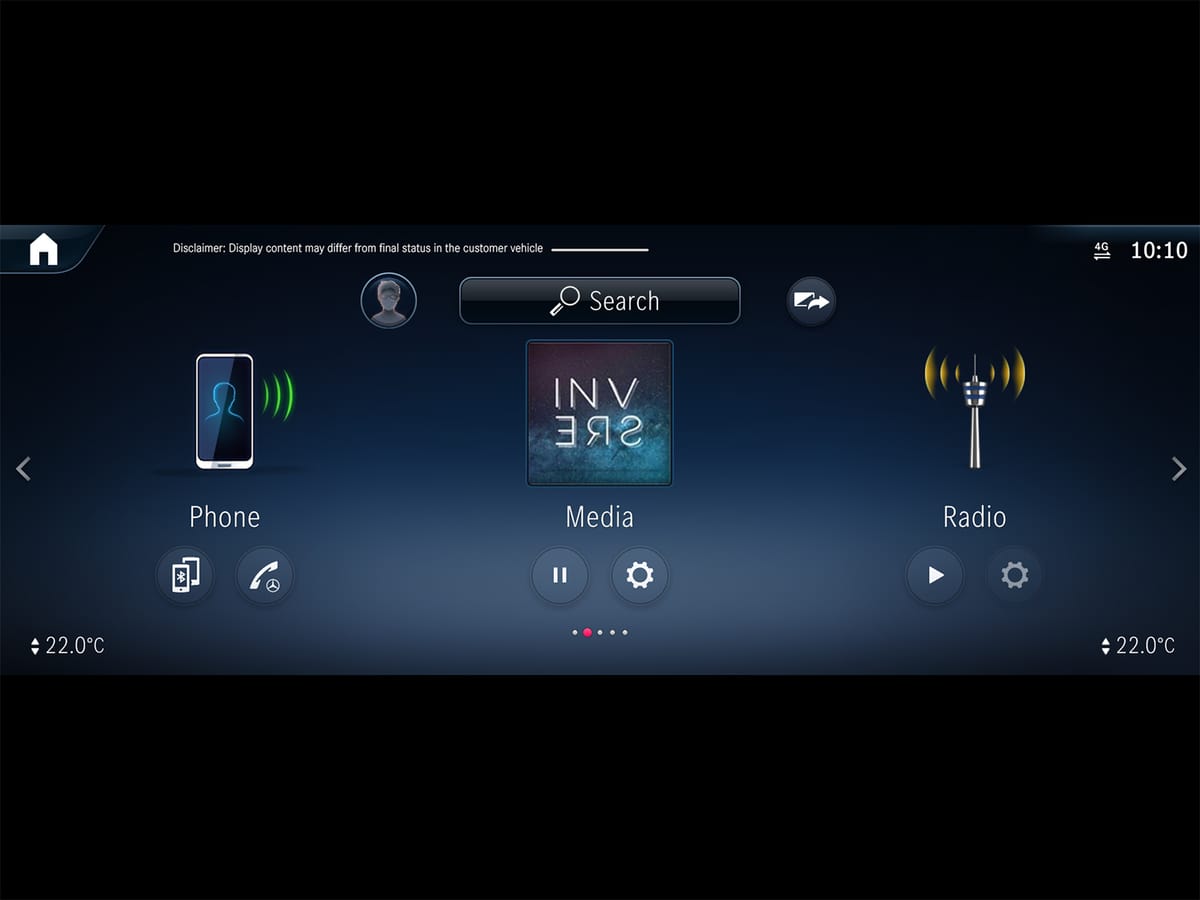 Disclaimer: Display content may differ from final status in the customer vehicle
4G
10:10
Search
INV
ERS
Phone
Media
Radio
22.0°C
22.0°C